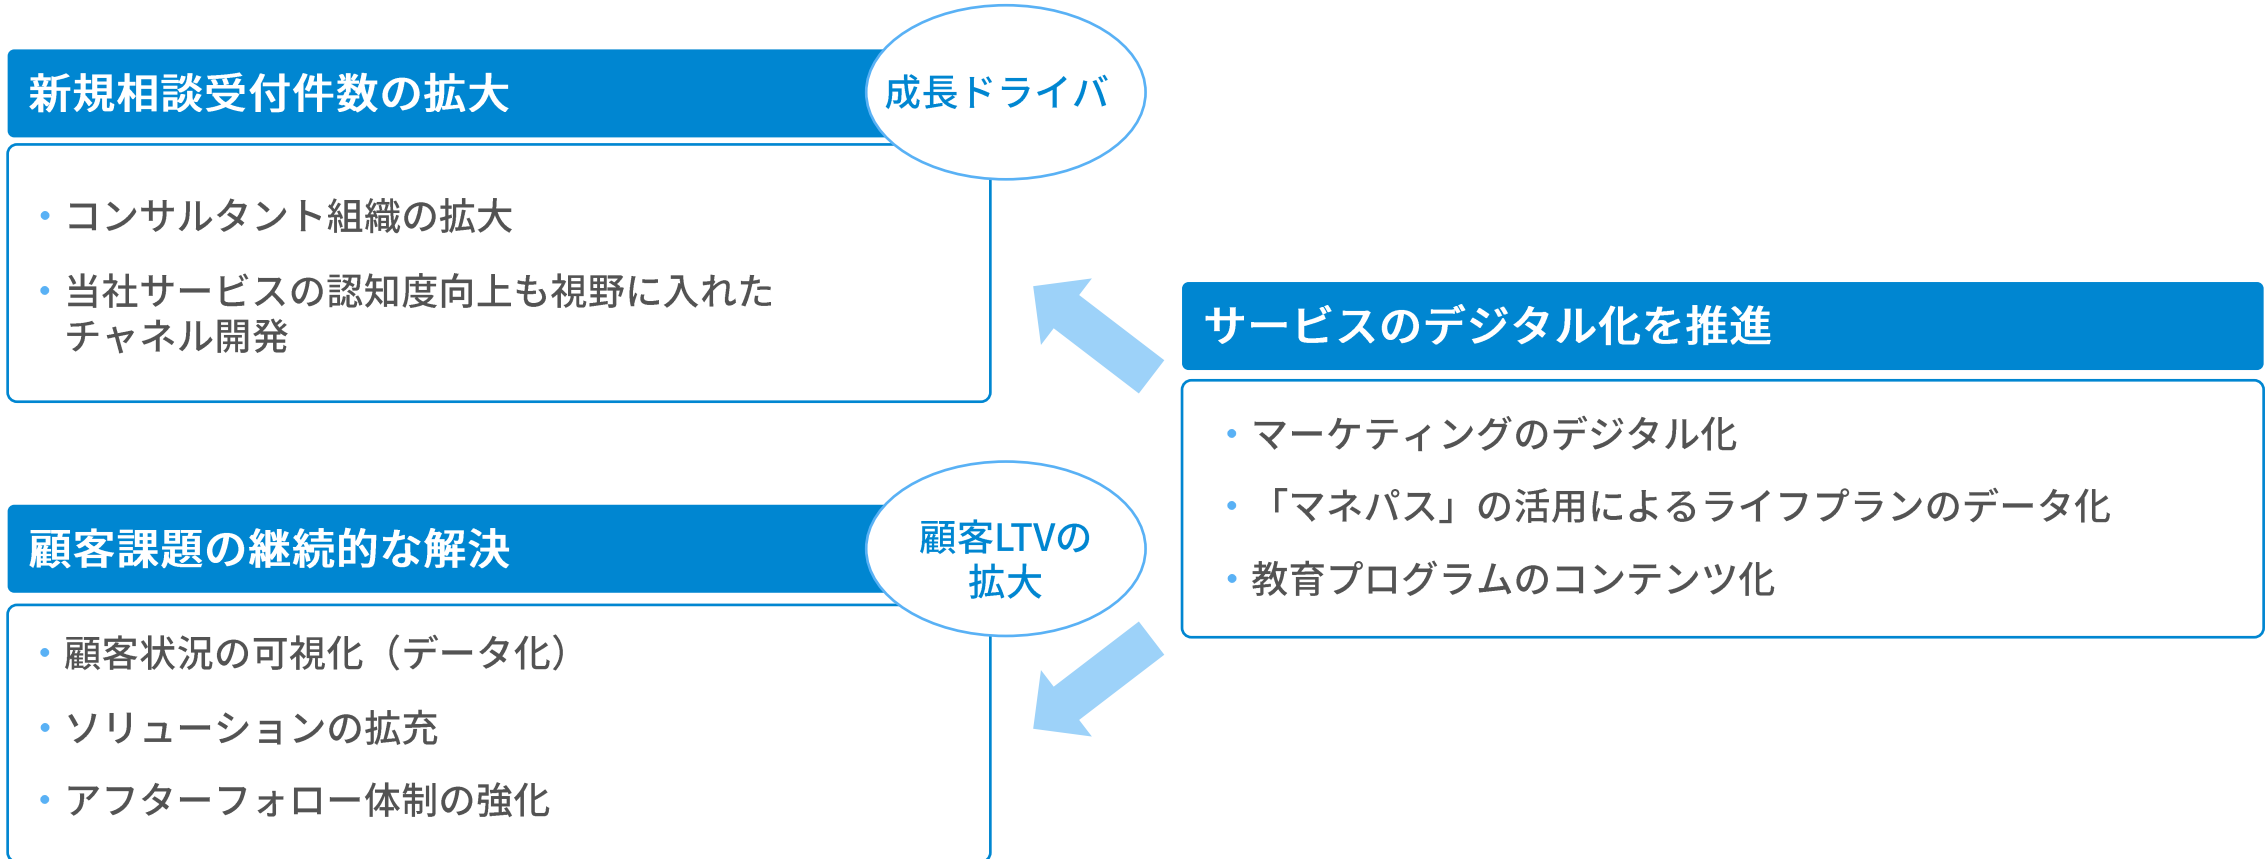 新規相談受付件数の拡大
成長ドライバ
・コンサルタント組織の拡大
・当社サービスの認知度向上も視野に入れた
チャネル開発
顧客課題の継続的な解決
顧客LTVの
拡大
・顧客状況の可視化（データ化）
・ソリューションの拡充
・アフターフォロー体制の強化
サービスのデジタル化を推進
・マーケティングのデジタル化
・「マネパス」の活用によるライフプランのデータ化
・教育プログラムのコンテンツ化